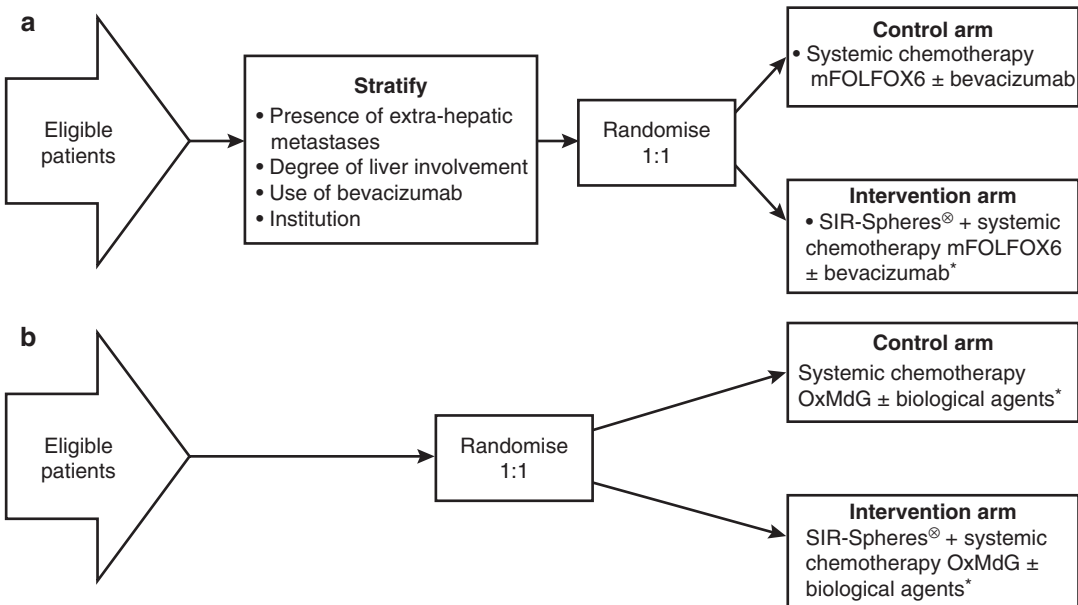 a
Eligible
patients
Stratify
• Presence of extra-hepatic
metastases
• Degree of liver involvement
• Use of bevacizumab
• Institution
Randomise
1:1
Control arm
• Systemic chemotherapy
mFOLFOX6 ± bevacizumab
Intervention arm
• SIR-Spheres⊗ + systemic
chemotherapy mFOLFOX6
± bevacizumab*
b
Eligible
patients
Randomise
1:1
Control arm
Systemic chemotherapy
OxMdG ± biological agents*
Intervention arm
SIR-Spheres⊗ + systemic
chemotherapy OxMdG ±
biological agents*